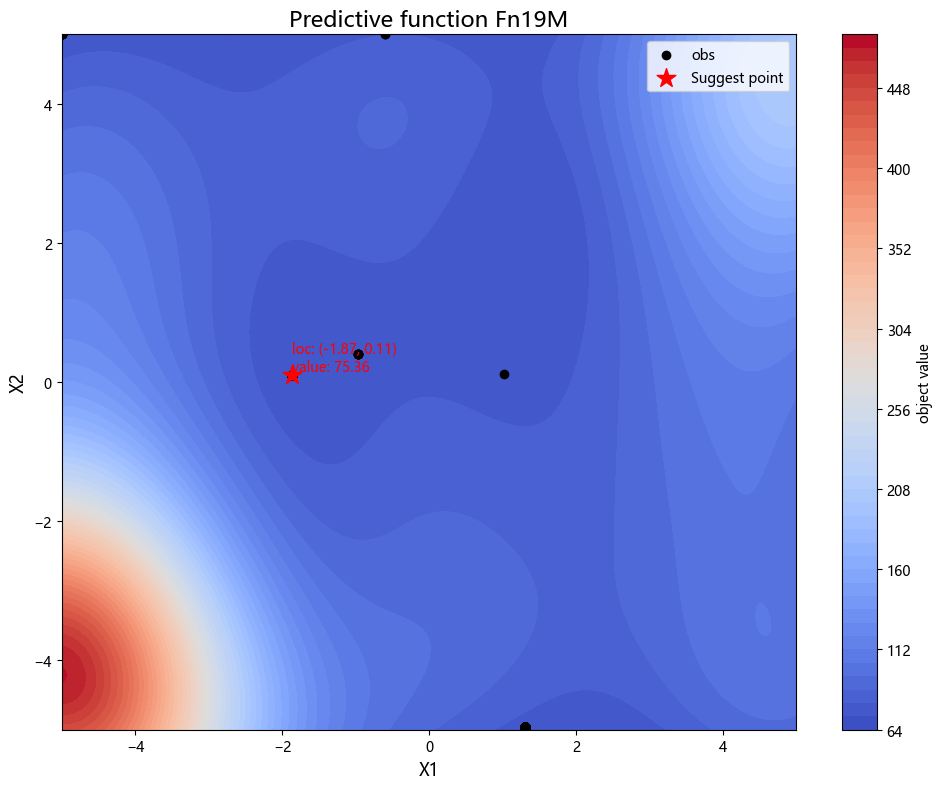 Predictive function Fn19M
obs
Suggest point
loc: (-1.87, 0.11)
value: 75.36
X1
X2
−4
−2
0
2
4
4
2
0
−2
−4
448
400
352
304
256
208
160
112
64
object value